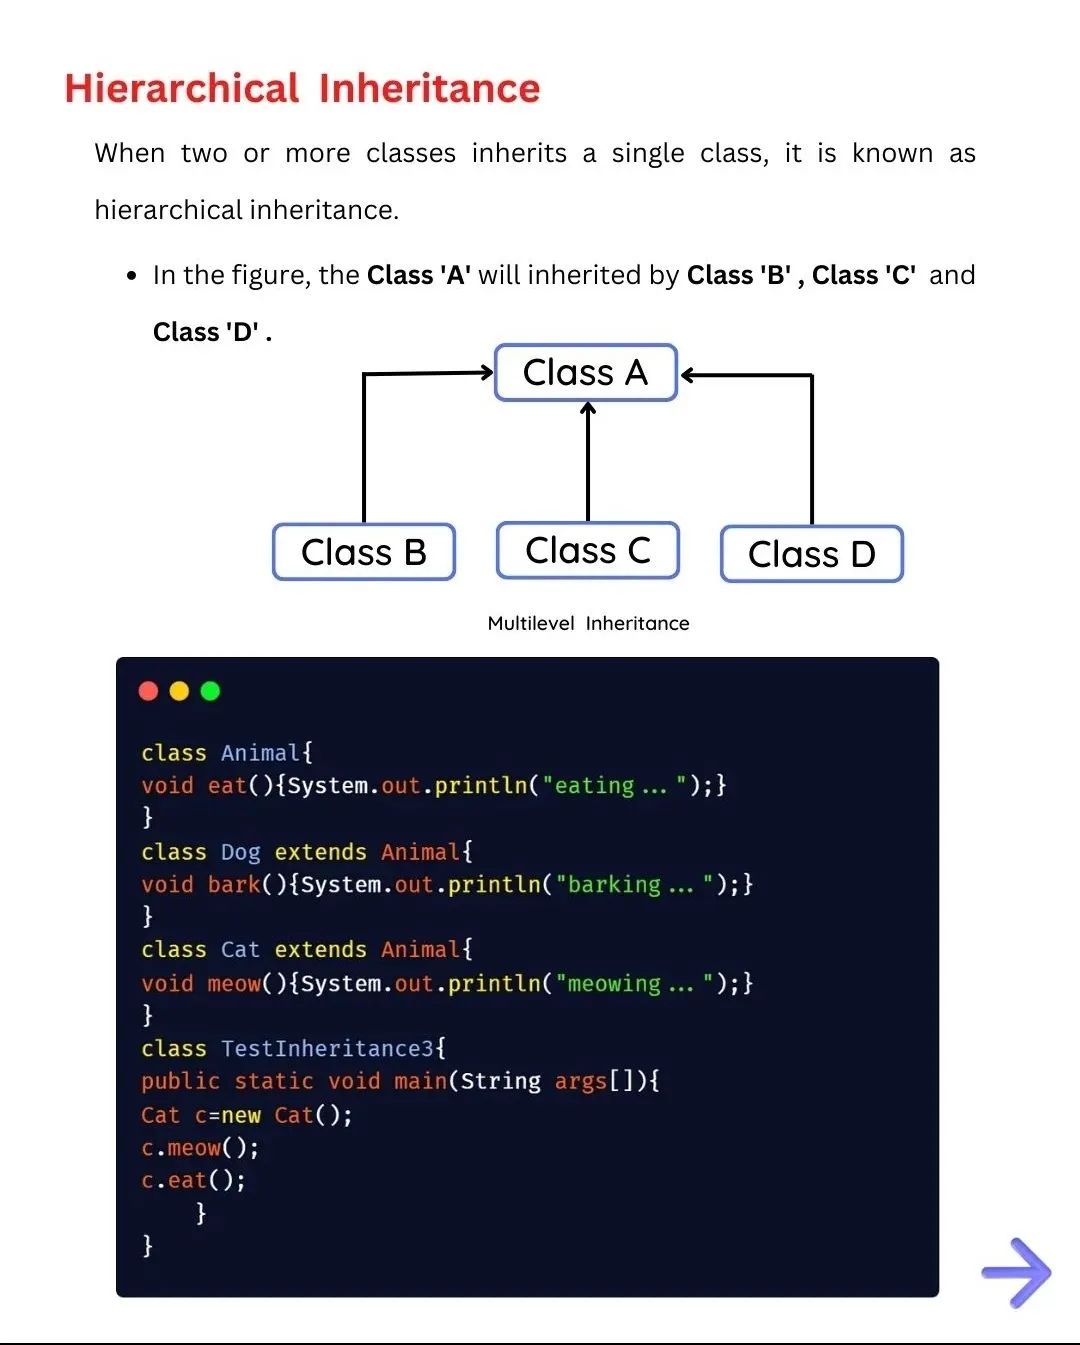 Hierarchical Inheritance
When two or more classes inherits a single class, it is known as
hierarchical inheritance.
• In the figure, the Class 'A' will inherited by Class 'B' , Class 'C' and
Class 'D' .
Class A
Class B
Class C
Class D
Multilevel Inheritance
class Animal{
void eat(){System.out.println("eating...");}
}
class Dog extends Animal{
void bark(){System.out.println("barking...");}
}
class Cat extends Animal{
void meow(){System.out.println("meowing...");}
}
class TestInheritance3{
public static void main(String args[]){
Cat c=new Cat();
c.meow();
c.eat();
}
}